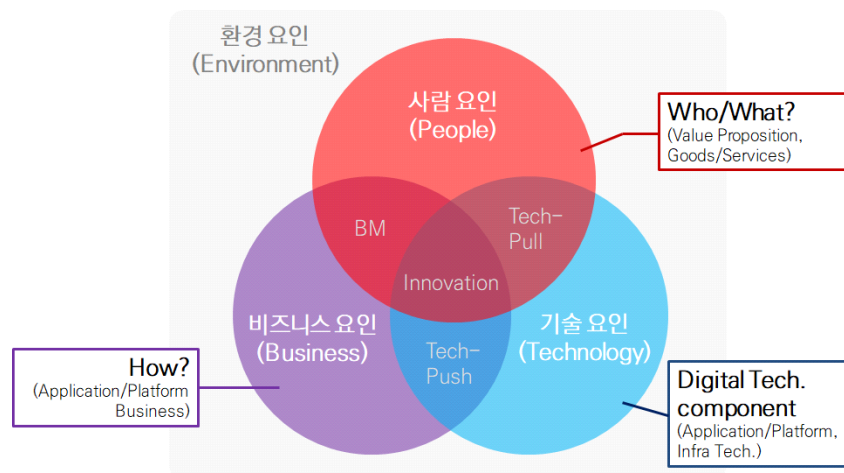 환경 요인
(Environment)
사람 요인
(People)
Who/What?
(Value Proposition,
Goods/Services)
BM
Tech-
Pull
Innovation
비즈니스 요인
(Business)
Tech-
Push
기술 요인
(Technology)
How?
(Application/Platform
Business)
Digital Tech.
component
(Application/Platform,
Infra Tech.)